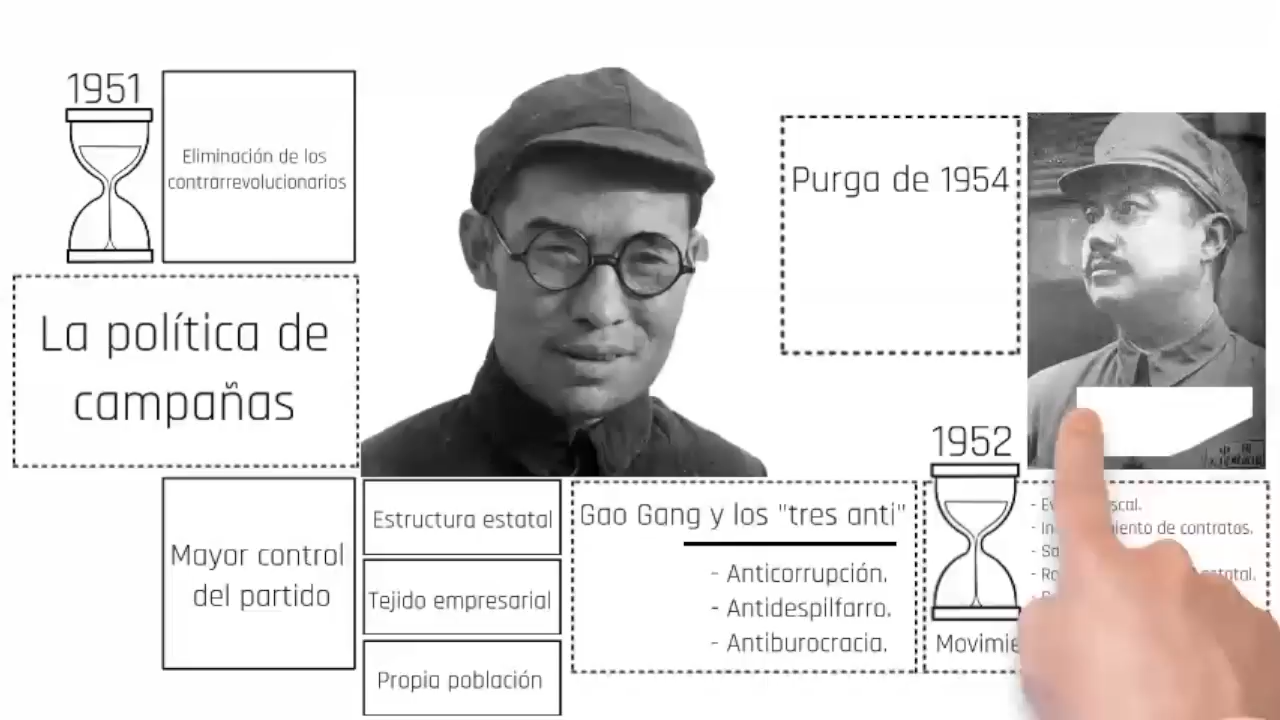 1951
Eliminación de los
contrarrevolucionarios
La política de
campañas
Mayor control
del partido
Estructura estatal
Tejido empresarial
Propia población
Gao Gang y los "tres anti"
- Anticorrupción.
- Antidespilfarro.
- Antiburocracia.
Purga de 1954
1952
de contratos.